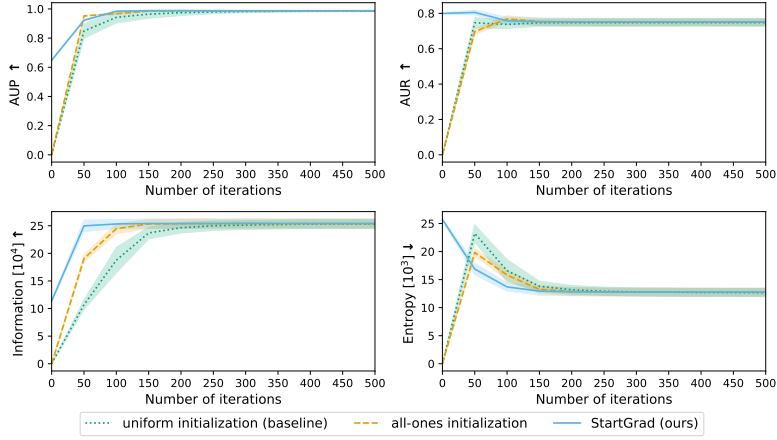 1.0
0.8
0.6
0.4
0.2
0.0
AUP ↑
0 50 100 150 200 250 300 350 400 450 500
Number of iterations
0.8
0.6
0.4
0.2
0.0
AUR ↑
0 50 100 150 200 250 300 350 400 450 500
Number of iterations
25
20
15
10
5
0
Information [10⁴] ↑
0 50 100 150 200 250 300 350 400 450 500
Number of iterations
25
20
15
10
5
0
Entropy [10³] ↓
0 50 100 150 200 250 300 350 400 450 500
Number of iterations
uniform initialization (baseline) all-ones initialization StartGrad (ours)